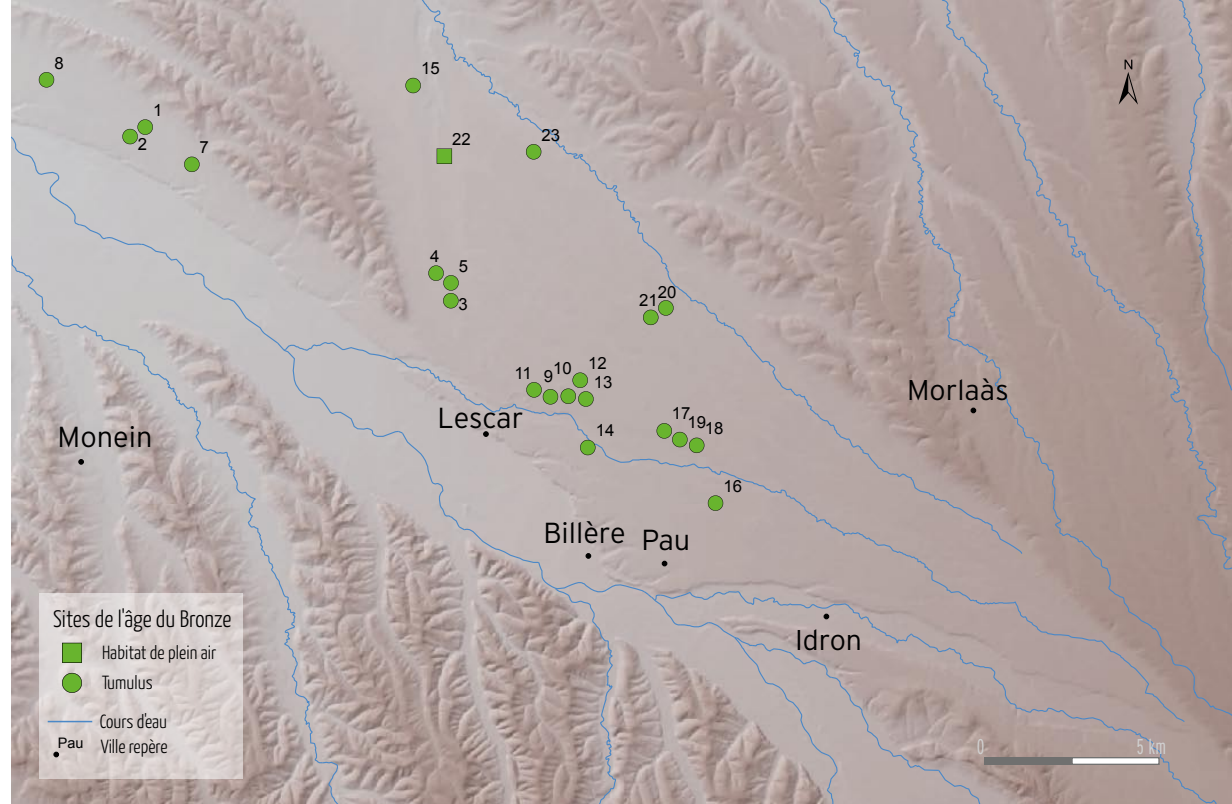 8
15
N
1
2
23
22
7
4
5
3
20
21
12
11
10
9
13
Morlaàs
Lescar
17
19
18
14
Monein
16
Billère
Pau
Sites de l'âge du Bronze
Habitat de plein air
Idron
Tumulus
Cours d'eau
Pau
Ville repère
0
5 km